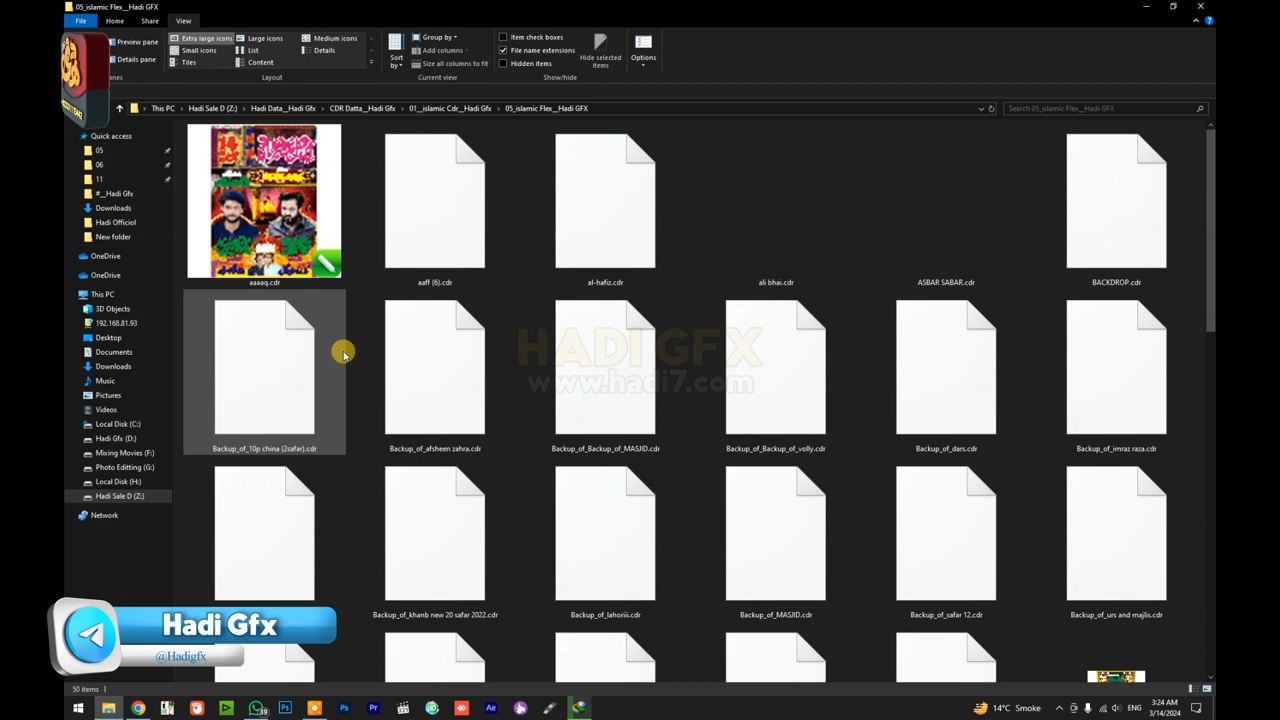 05_islamic Flex__Hadi GFX
File Home Share View
Preview pane
Details pane
Extra large icons Large icons Medium icons
Small icons List Details
Tiles Content
Layout
Sort by
Group by
Add columns
Size all columns to fit
Current view
Item check boxes
File name extensions
Hidden items
Hide selected items
Show/hide
Options
This PC Hadi Sale D (Z:) Hadi Data__Hadi Gfx CDR Datta__Hadi Gfx 01__islamic Cdr__Hadi Gfx 05_islamic Flex__Hadi GFX
Search 05_islamic Flex__Hadi GFX
Quick access
05
06
11
#__Hadi Gfx
Downloads
Hadi Officiol
New folder
OneDrive
OneDrive
This PC
3D Objects
192.168.81.93
Desktop
Documents
Downloads
Music
Pictures
Videos
Local Disk (C:)
Hadi Gfx (D:)
Mixing Movies (F:)
Photo Editting (G:)
Local Disk (H:)
Hadi Sale D (Z:)
Network
aaaaq.cdr aaff (6).cdr al-hafiz.cdr ali bhai.cdr ASBAR SABAR.cdr BACKDROP.cdr
HADI GFX
www.hadi7.com
Backup_of_10p china (2safar).cdr Backup_of_afsheen zahra.cdr Backup_of_Backup_of_MASJID.cdr Backup_of_Backup_of_volly.cdr Backup_of_dars.cdr Backup_of_imraz raza.cdr
Backup_of_khanb new 20 safar 2022.cdr Backup_of_lahoriii.cdr Backup_of_MASJID.cdr Backup_of_safar 12.cdr Backup_of_urs and majlis.cdr
Hadi Gfx
@Hadigfx
50 items
39
14°C Smoke
ENG
3:24 AM
3/14/2024